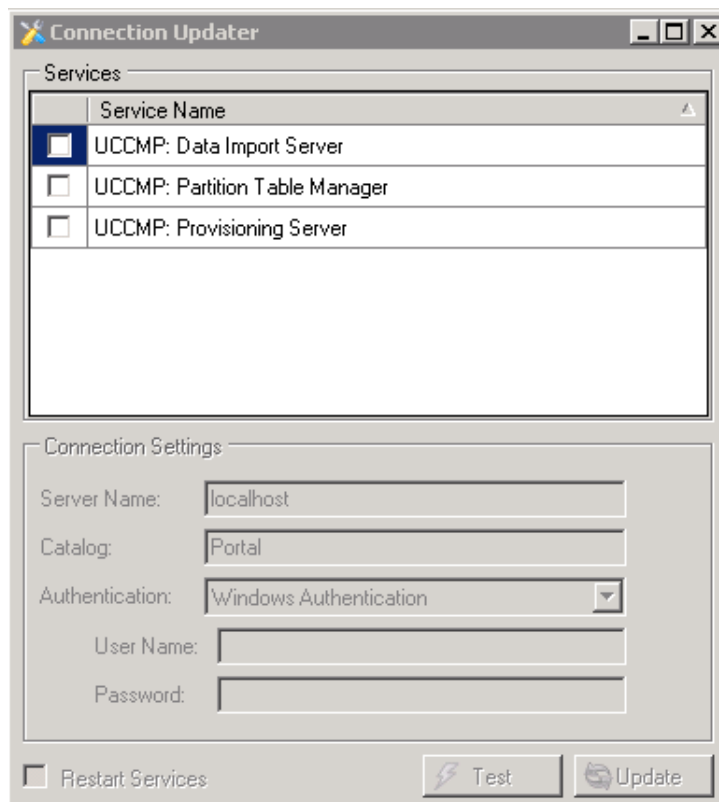 Connection Updater
Services
Service Name
UCCMP: Data Import Server
UCCMP: Partition Table Manager
UCCMP: Provisioning Server
Connection Settings
Server Name: localhost
Catalog: Portal
Authentication: Windows Authentication
User Name:
Password:
Restart Services Test Update